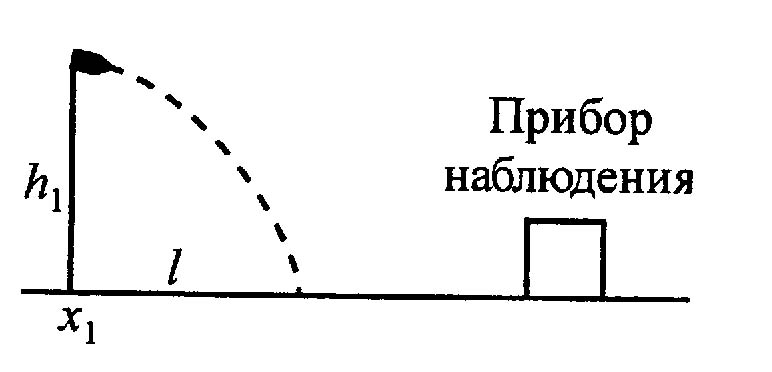 Прибор
наблюдения
h₁
l
x₁